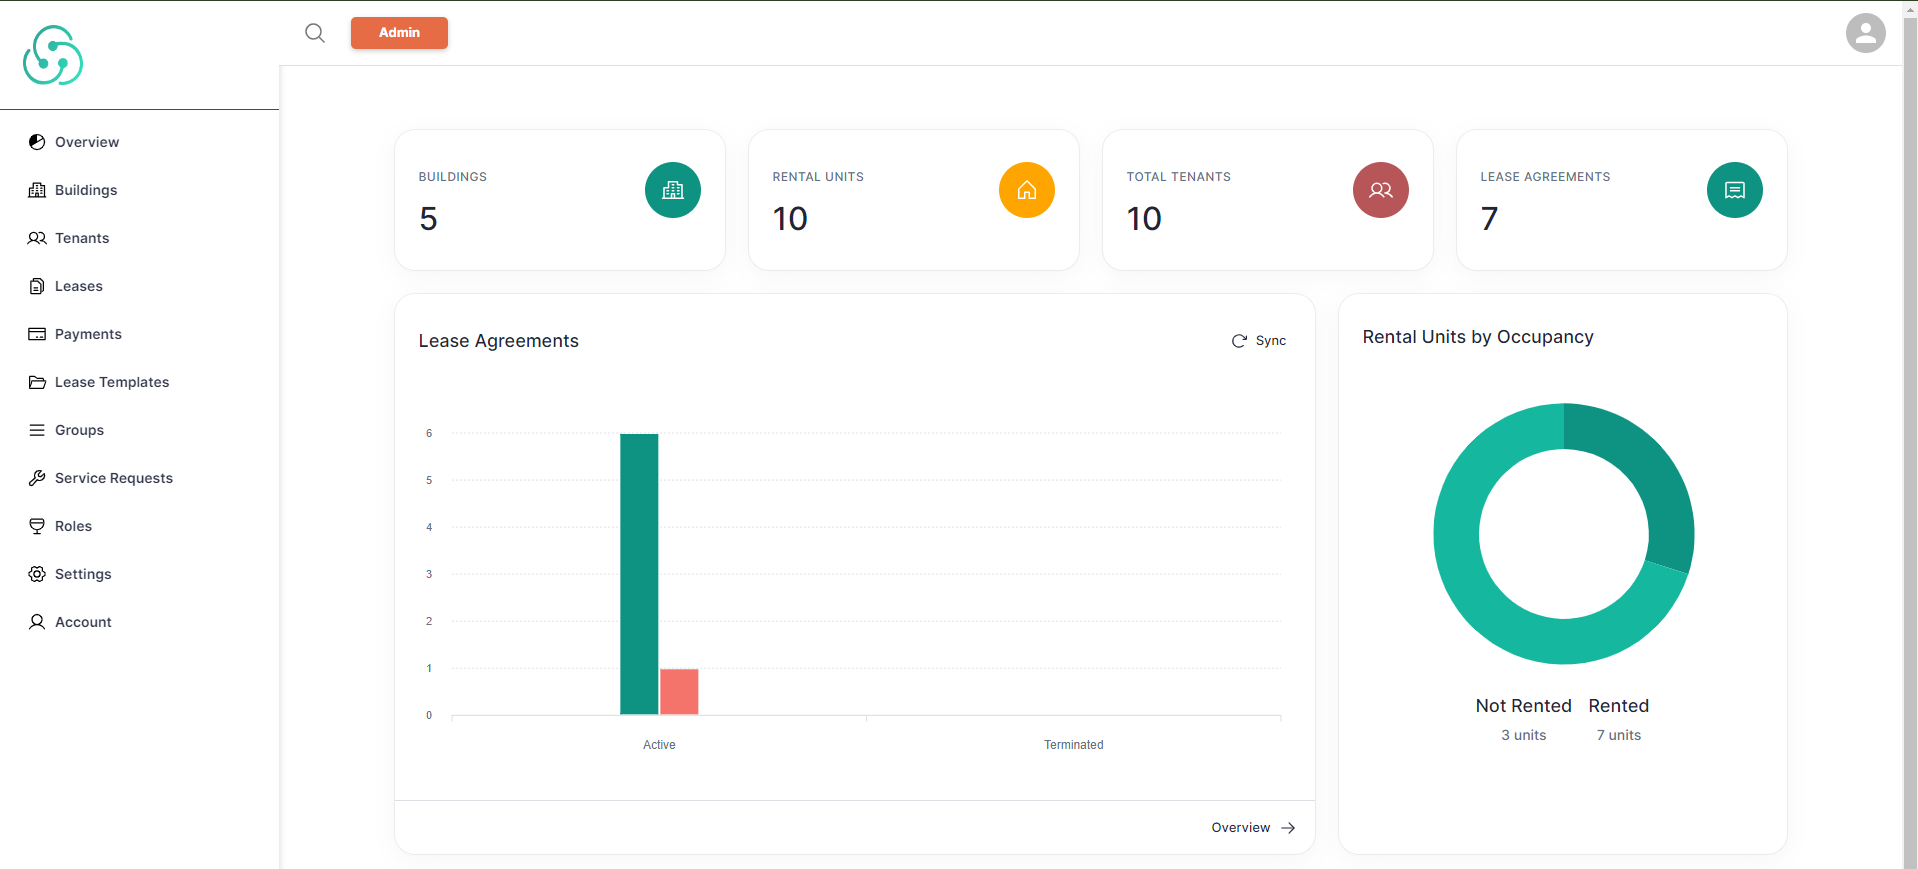 Admin
Overview
Buildings
Tenants
Leases
Payments
Lease Templates
Groups
Service Requests
Roles
Settings
Account
BUILDINGS
5
RENTAL UNITS
10
TOTAL TENANTS
10
LEASE AGREEMENTS
7
Lease Agreements
Sync
6
5
4
3
2
1
0
Active Terminated
Overview
Rental Units by Occupancy
Not Rented Rented
3 units 7 units